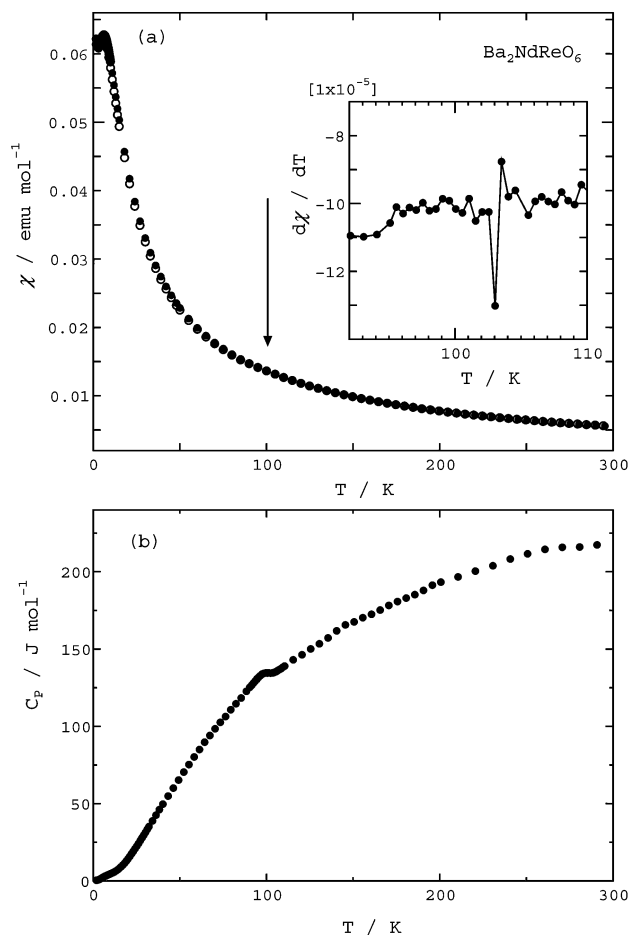 (a)
Ba₂NdReO₆
χ / emu mol⁻¹
0.06
0.05
0.04
0.03
0.02
0.01
0 100 200 300
T / K
[1x10⁻⁵]
dχ / dT
-8
-10
-12
100 110
T / K
(b)
Cₚ / J mol⁻¹
200
150
100
50
0
0 100 200 300
T / K